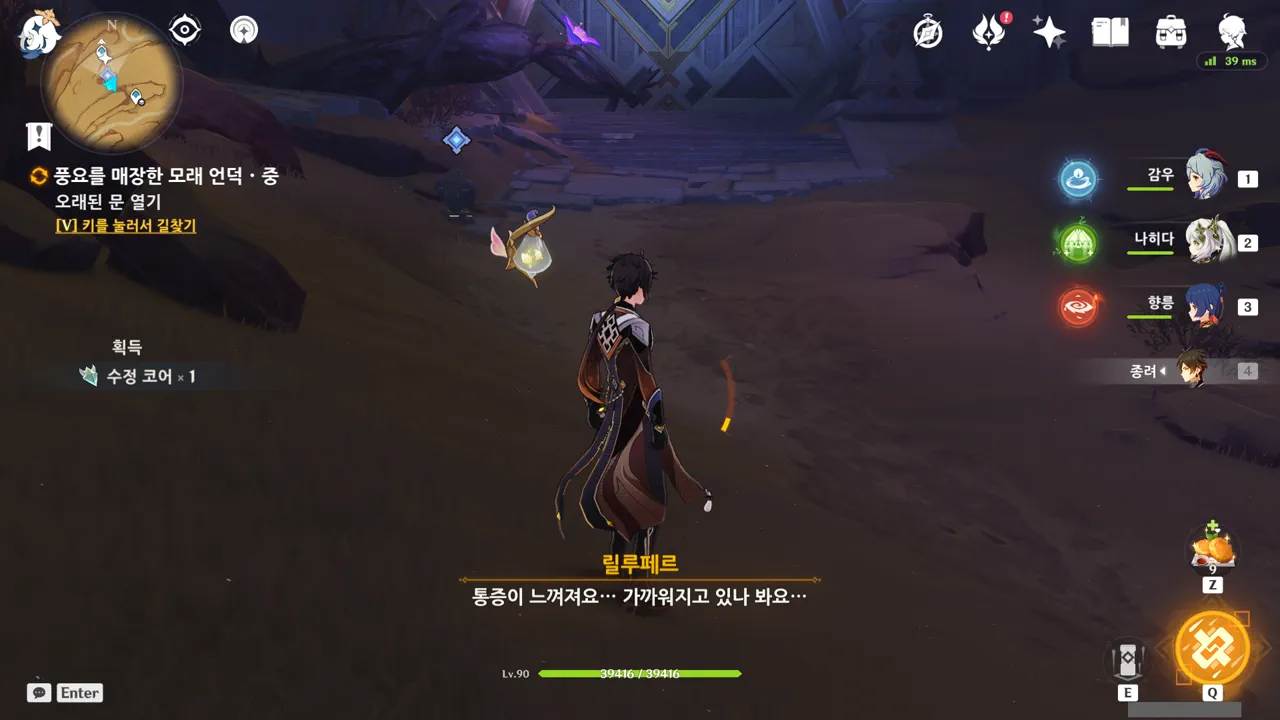 N
39 ms
풍요를 매장한 모래 언덕 · 중
오래된 문 열기
[V] 키를 눌러서 길찾기
감우 1
나히다 2
향릉 3
종려 4
획득
수정 코어 × 1
릴루페르
통증이 느껴져요… 가까워지고 있나 봐요…
Lv.90 39416 / 39416
9
Z
E
Q
Enter